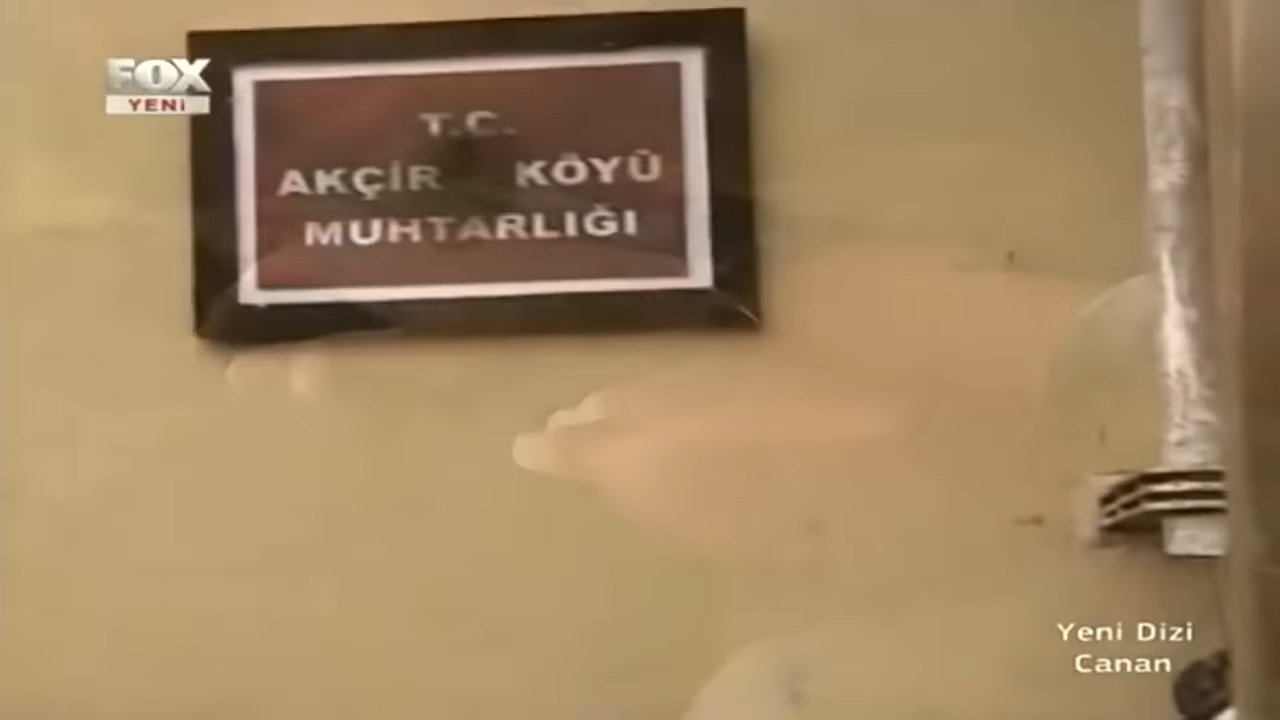 FOX
YENİ
T.C.
AKÇİR KÖYÜ
MUHTARLIĞI
Yeni Dizi
Canan